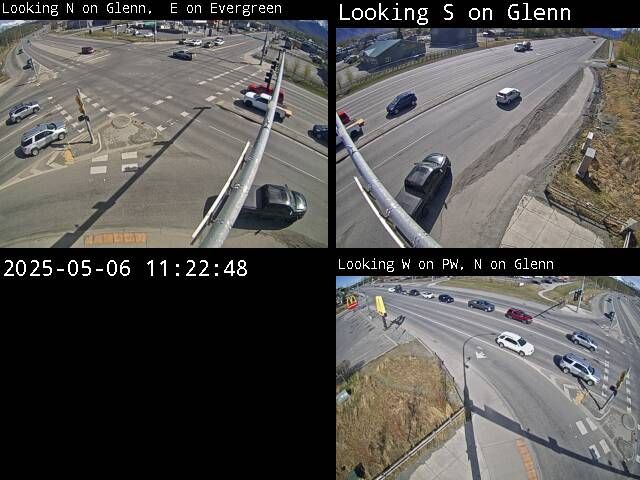 Looking N on Glenn,  E on Evergreen
Looking S on Glenn
2025-05-06 11:22:48
Looking W on PW, N on Glenn